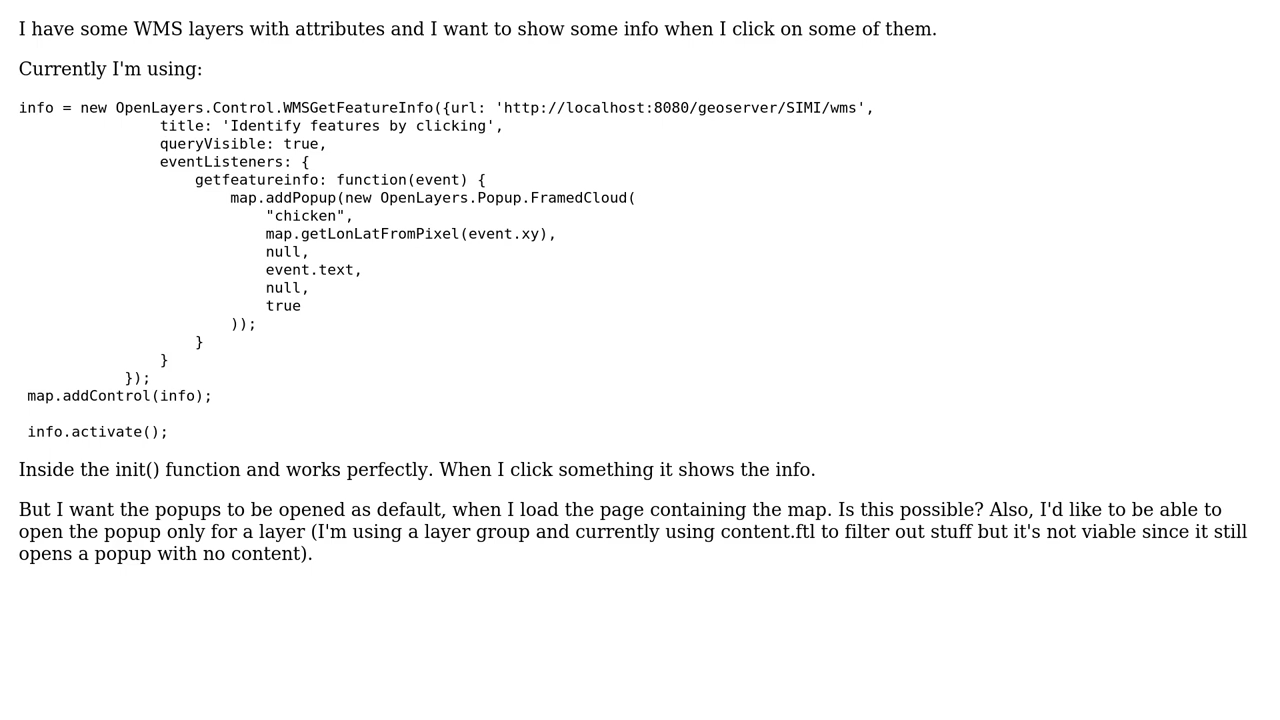 I have some WMS layers with attributes and I want to show some info when I click on some of them.
Currently I'm using:
info = new OpenLayers.Control.WMSGetFeatureInfo({url: 'http://localhost:8080/geoserver/SIMI/wms',
                title: 'Identify features by clicking',
                queryVisible: true,
                eventListeners: {
                    getfeatureinfo: function(event) {
                        map.addPopup(new OpenLayers.Popup.FramedCloud(
                            "chicken",
                            map.getLonLatFromPixel(event.xy),
                            null,
                            event.text,
                            null,
                            true
                        ));
                    }
                }
            });
 map.addControl(info);

 info.activate();
Inside the init() function and works perfectly. When I click something it shows the info.
But I want the popups to be opened as default, when I load the page containing the map. Is this possible? Also, I'd like to be able to
open the popup only for a layer (I'm using a layer group and currently using content.ftl to filter out stuff but it's not viable since it still
opens a popup with no content).